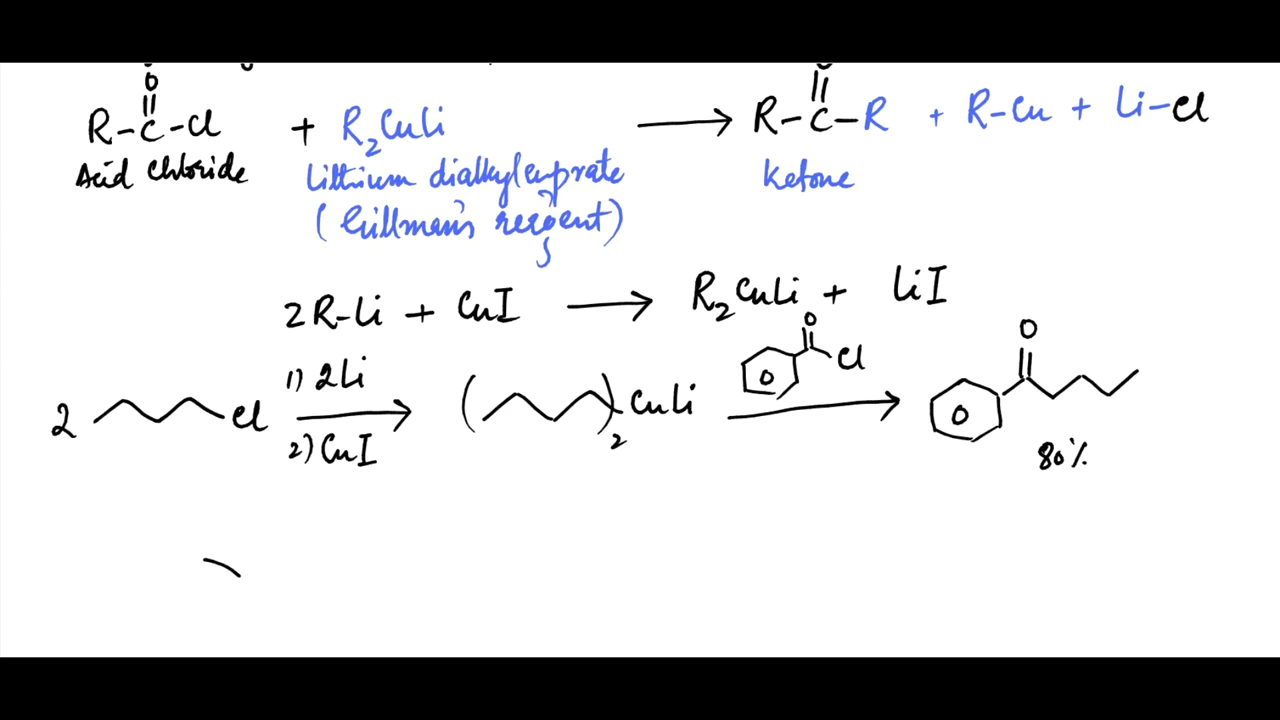 O
R-C-Cl + R₂CuLi → R-C-R + R-Cu + Li-Cl
Acid Chloride Lithium dialkylcuprate Ketone
(Gillman's reagent)
2R-Li + CuI → R₂CuLi + LiI
O O
1) 2Li Cl
2 Cl ( )₂CuLi
2) CuI
80%